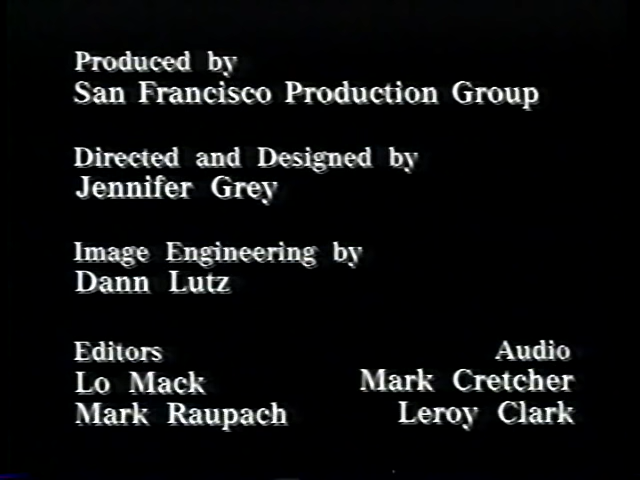 Produced by
San Francisco Production Group
Directed and Designed by
Jennifer Grey
Image Engineering by
Dann Lutz
Editors
Lo Mack
Mark Raupach
Audio
Mark Cretcher
Leroy Clark